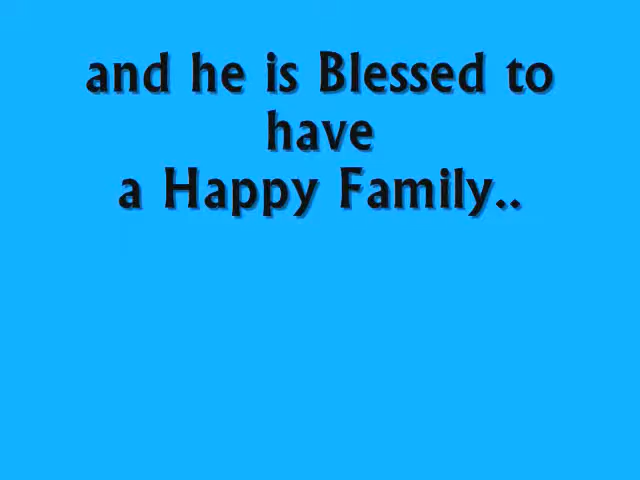 and he is Blessed to
have
a Happy Family..